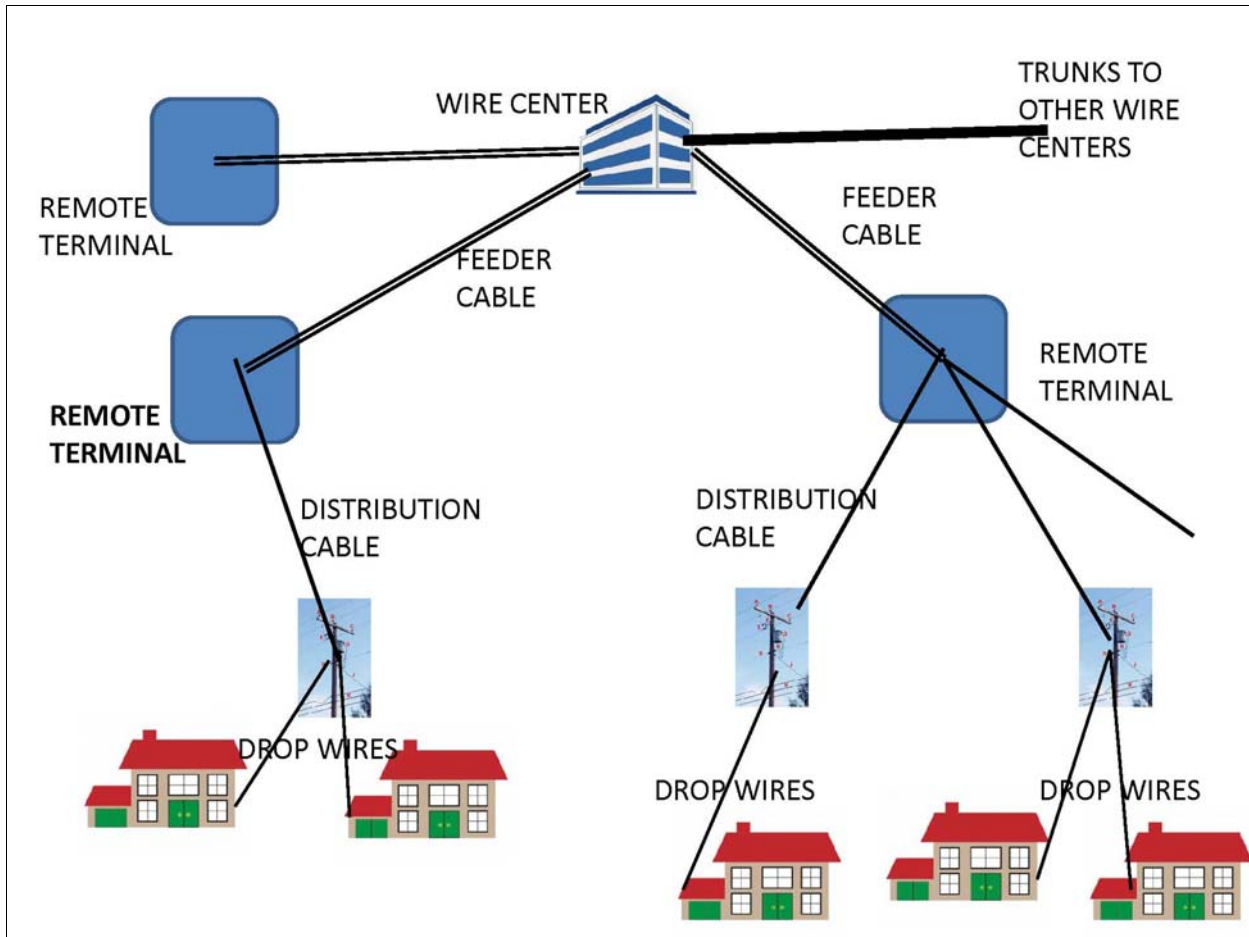 WIRE CENTER
TRUNKS TO
OTHER WIRE
CENTERS
REMOTE
TERMINAL
FEEDER
CABLE
FEEDER
CABLE
REMOTE
TERMINAL
REMOTE
TERMINAL
DISTRIBUTION
CABLE
DISTRIBUTION
CABLE
DROP WIRES
DROP WIRES
DROP WIRES